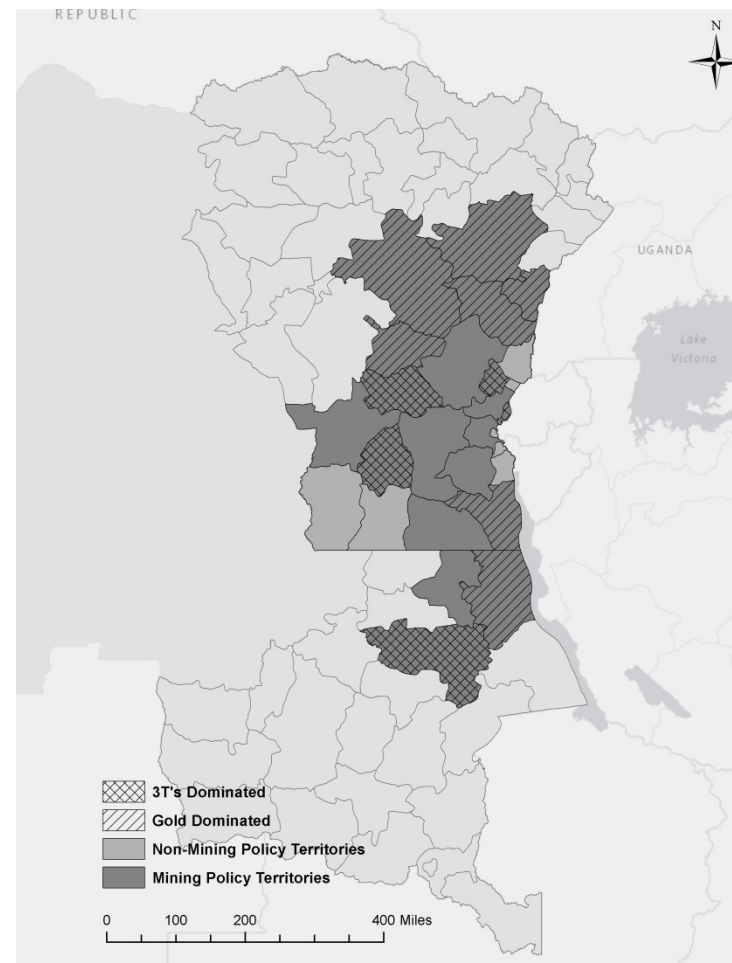 REPUBLIC
N
UGANDA
Lake
Victoria
3T's Dominated
Gold Dominated
Non-Mining Policy Territories
Mining Policy Territories
0 100 200 400 Miles